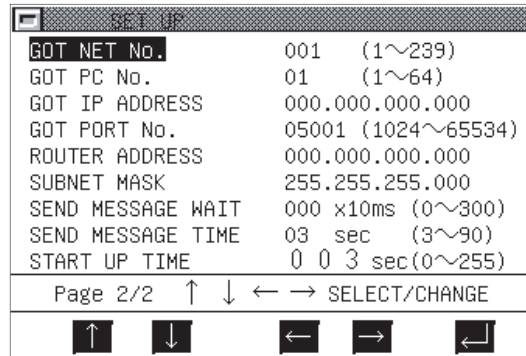 SET UP
GOT NET No. 001 (1～239)
GOT PC No. 01 (1～64)
GOT IP ADDRESS 000.000.000.000
GOT PORT No. 05001 (1024～65534)
ROUTER ADDRESS 000.000.000.000
SUBNET MASK 255.255.255.000
SEND MESSAGE WAIT 000 x10ms (0～300)
SEND MESSAGE TIME 03 sec (3～90)
START UP TIME 0 0 3 sec(0～255)
Page 2/2 ↑ ↓ ← → SELECT/CHANGE
↑ ↓ ← → ↵